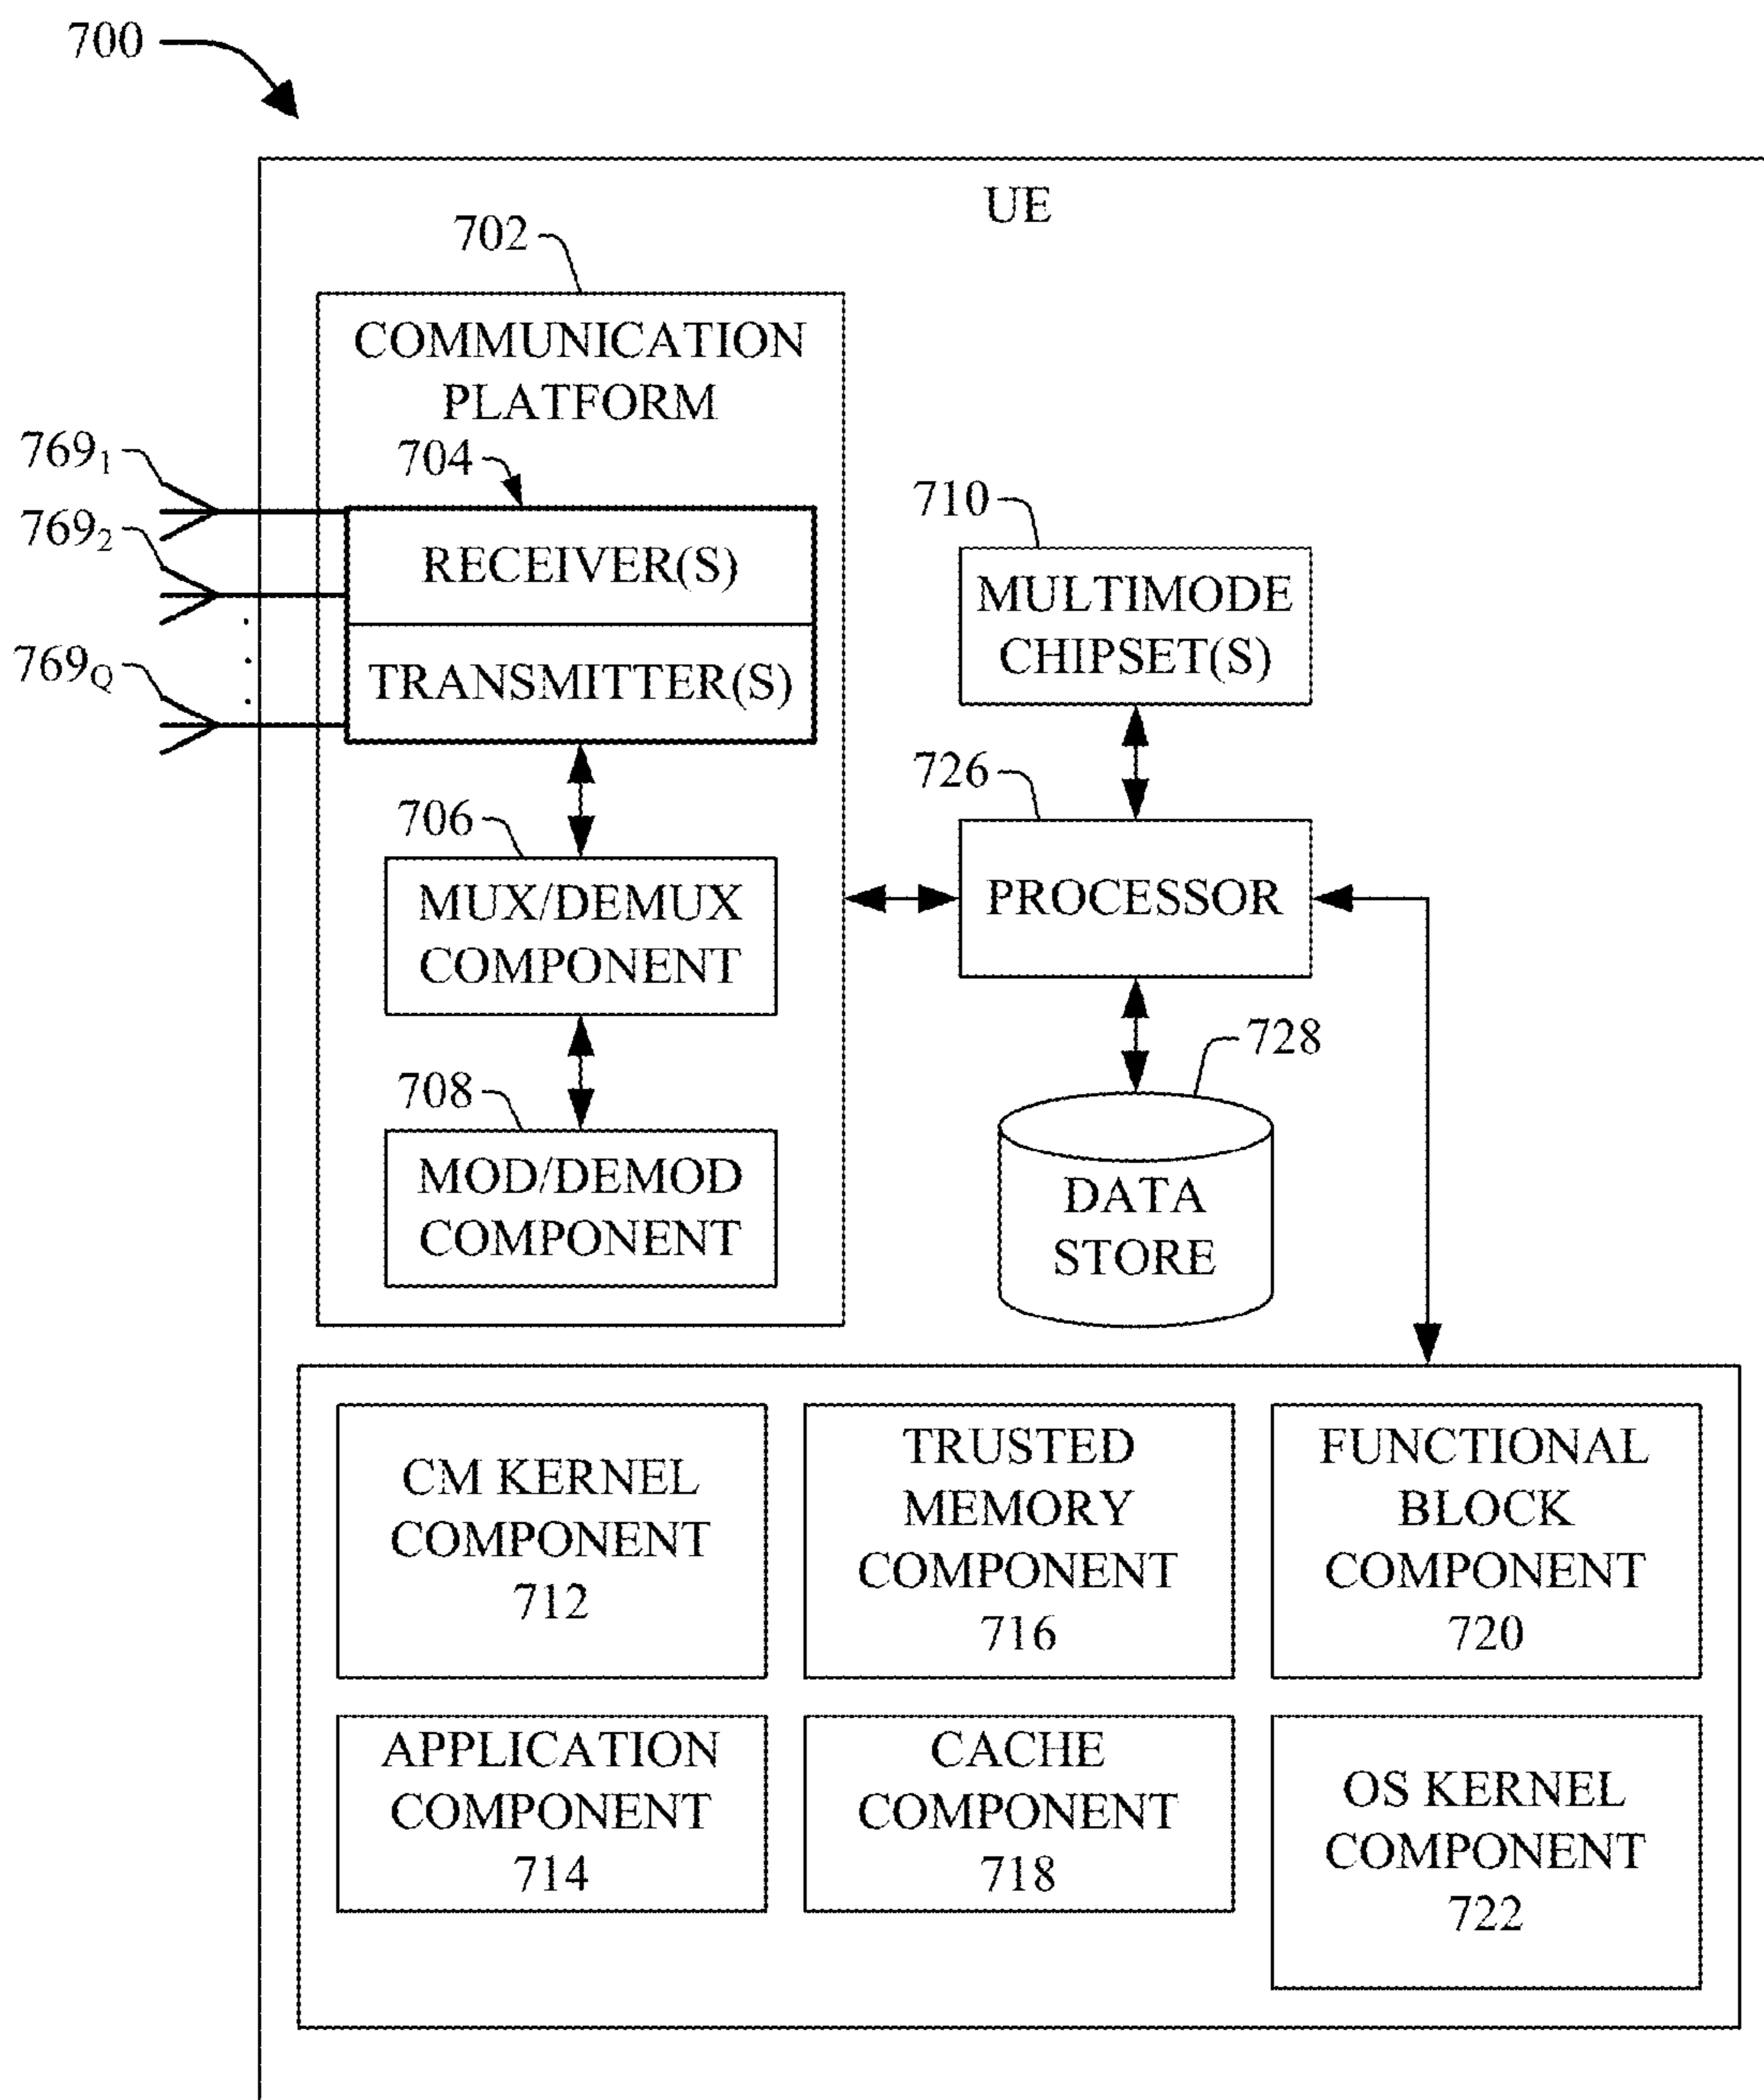 700
UE
702
COMMUNICATION
PLATFORM
704
769₁
769₂
769Q
RECEIVER(S)
TRANSMITTER(S)
706
MUX/DEMUX
COMPONENT
708
MOD/DEMOD
COMPONENT
710
MULTIMODE
CHIPSET(S)
726
PROCESSOR
728
DATA
STORE
CM KERNEL
COMPONENT
712
TRUSTED
MEMORY
COMPONENT
716
FUNCTIONAL
BLOCK
COMPONENT
720
APPLICATION
COMPONENT
714
CACHE
COMPONENT
718
OS KERNEL
COMPONENT
722